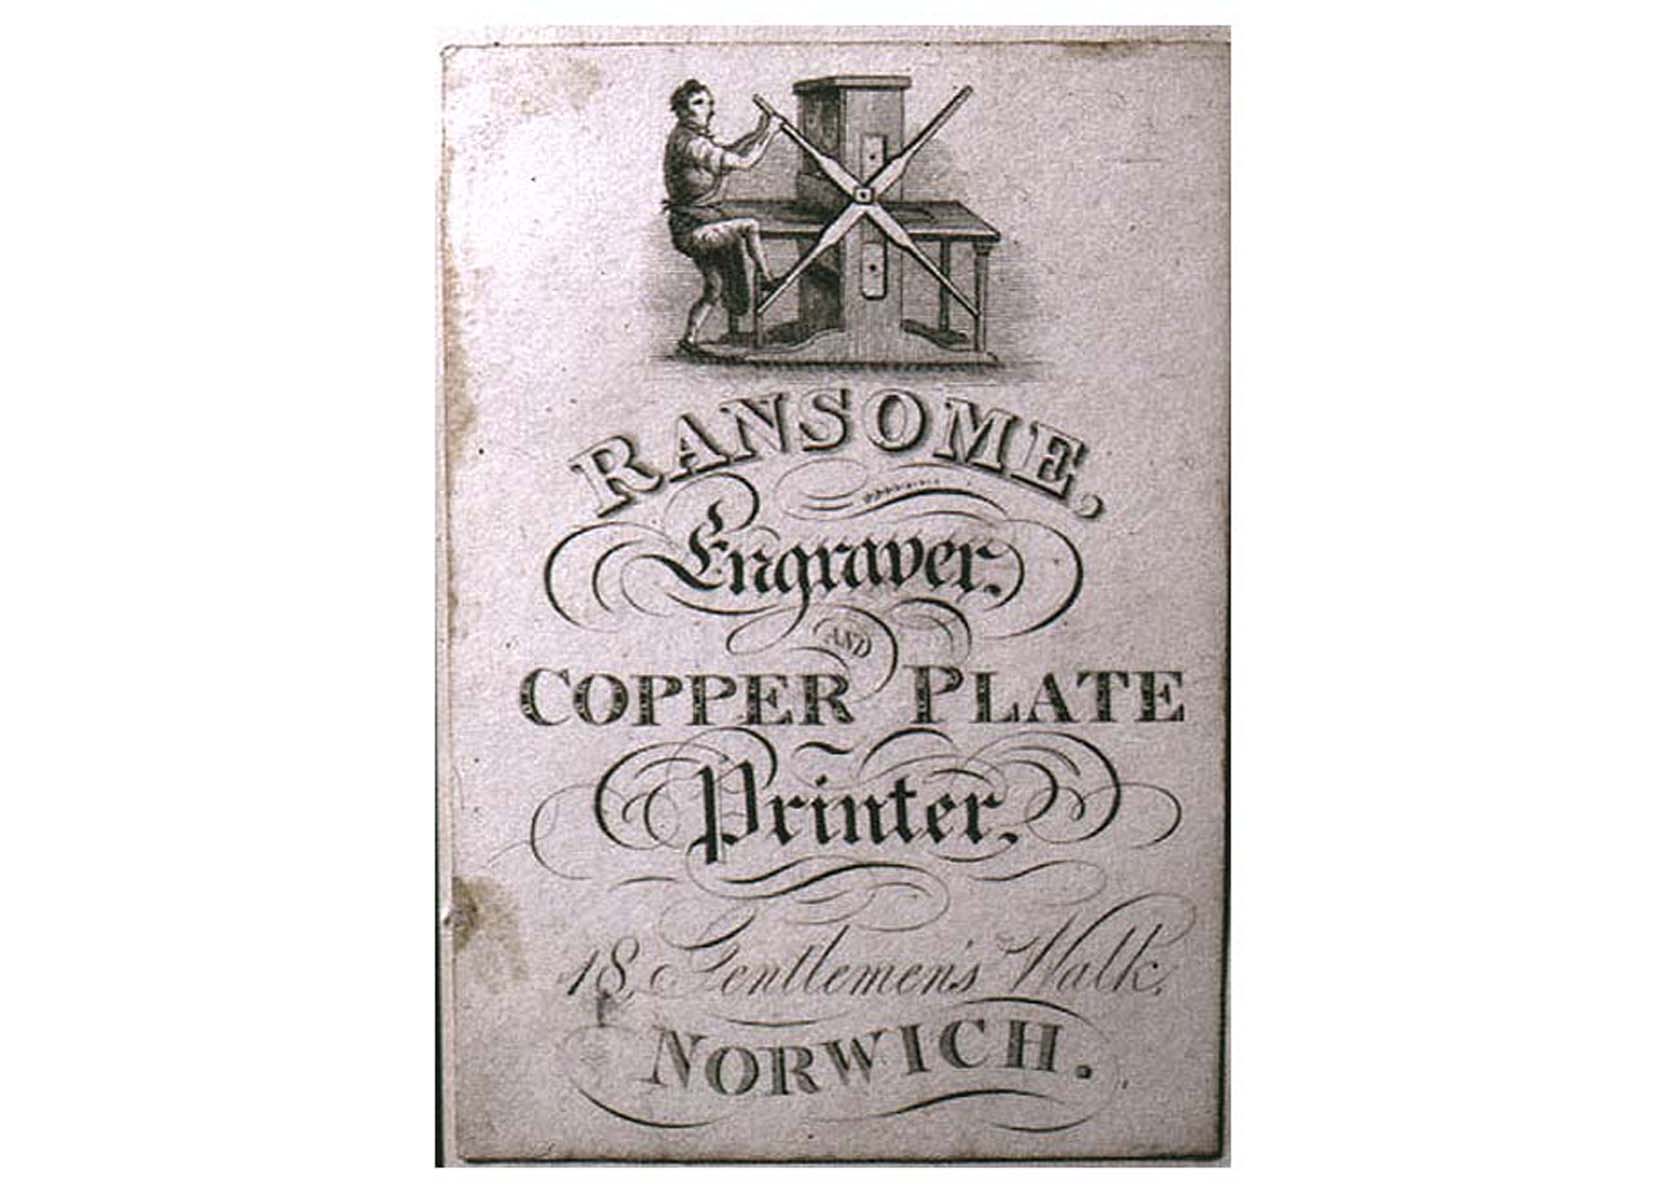 RANSOME,
Engraver,
AND
COPPER PLATE
Printer,
18, Gentlemen's Walk,
NORWICH.